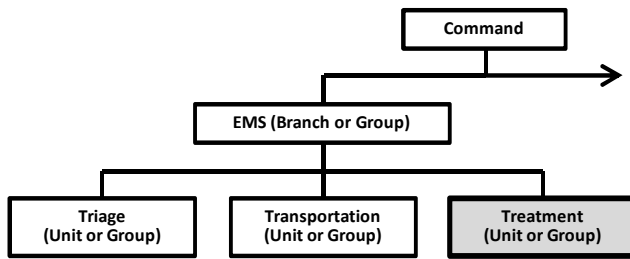 Command
EMS (Branch or Group)
Triage
(Unit or Group)
Transportation
(Unit or Group)
Treatment
(Unit or Group)